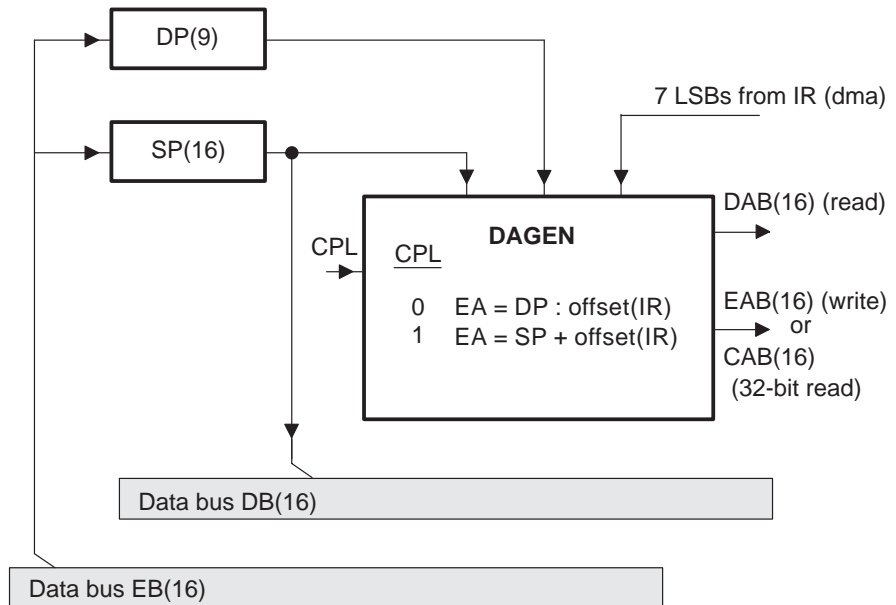 DP(9)
7 LSBs from IR (dma)
SP(16)
DAB(16) (read)
DAGEN
CPL
CPL
0 EA = DP : offset(IR)
1 EA = SP + offset(IR)
EAB(16) (write)
or
CAB(16)
(32-bit read)
Data bus DB(16)
Data bus EB(16)